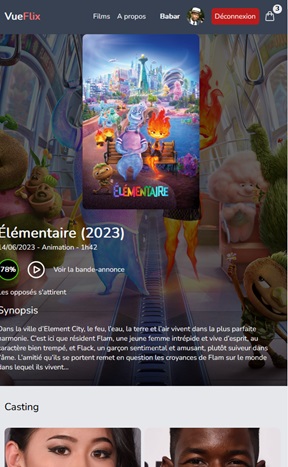 VueFlix
Films A propos Babar Déconnexion 3
ÉLÉMENTAIRE
Élémentaire (2023)
14/06/2023 - Animation - 1h42
78% Voir la bande-annonce
Les opposés s'attirent
Synopsis
Dans la ville d'Element City, le feu, l'eau, la terre et l'air vivent dans la plus parfaite
harmonie. C'est ici que résident Flam, une jeune femme intrépide et vive d'esprit, au
caractère bien trempé, et Flack, un garçon sentimental et amusant, plutôt suiveur dans
l'âme. L'amitié qu'ils se portent remet en question les croyances de Flam sur le monde
dans lequel ils vivent...
Casting